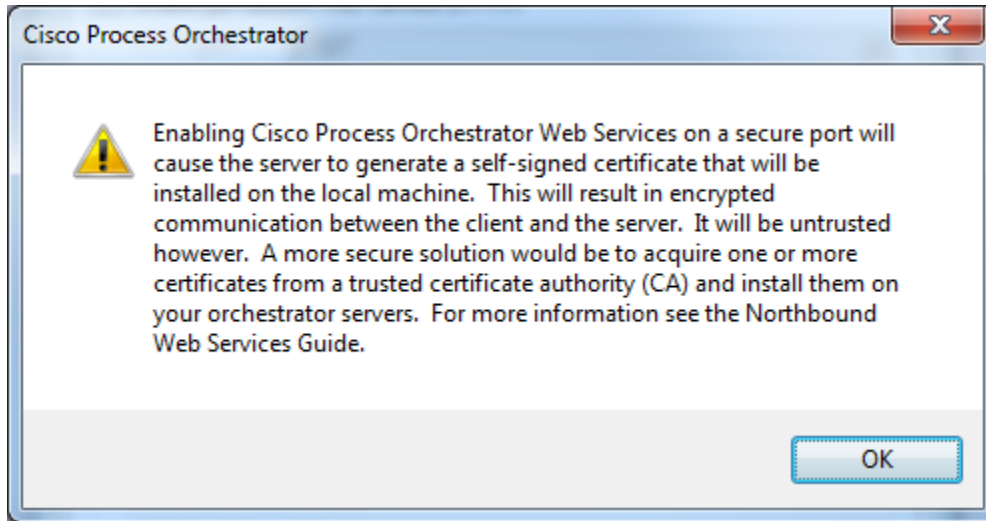 Cisco Process Orchestrator
Enabling Cisco Process Orchestrator Web Services on a secure port will
cause the server to generate a self-signed certificate that will be
installed on the local machine.  This will result in encrypted
communication between the client and the server.  It will be untrusted
however.  A more secure solution would be to acquire one or more
certificates from a trusted certificate authority (CA) and install them on
your orchestrator servers.  For more information see the Northbound
Web Services Guide.
OK